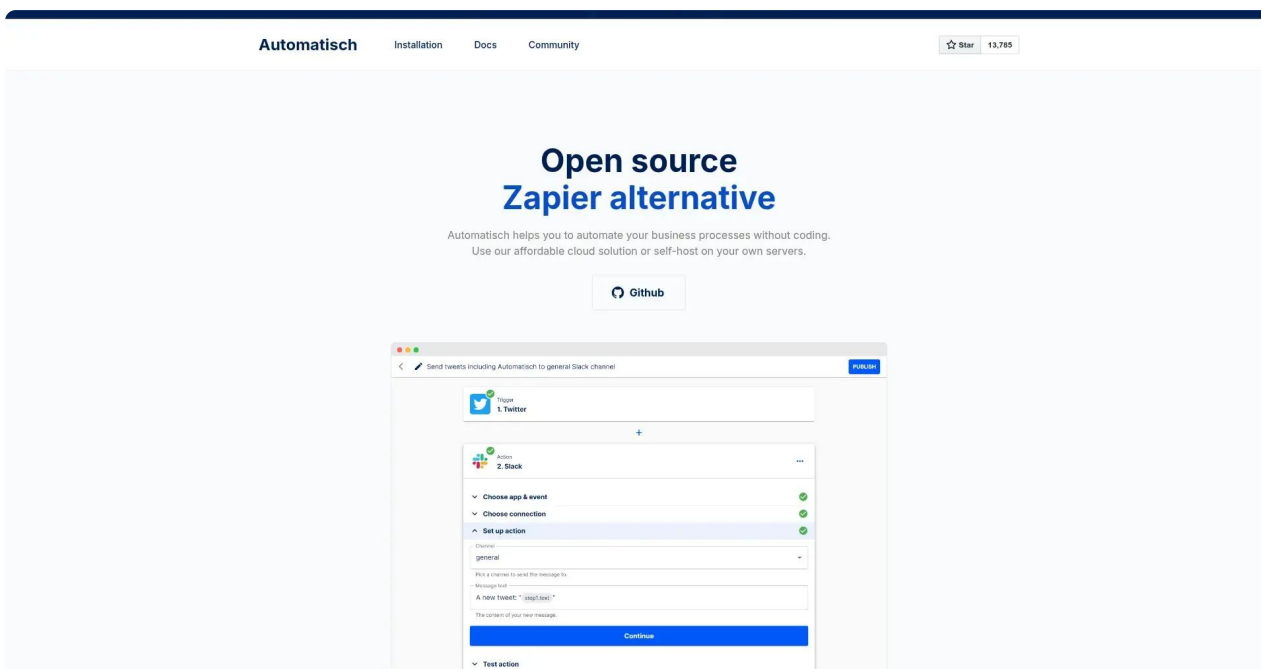 Automatisch
Installation
Docs
Community
Star 13,785
Open source
Zapier alternative
Automatisch helps you to automate your business processes without coding.
Use our affordable cloud solution or self-host on your own servers.
Github
Send tweets including Automatisch to general Slack channel
PUBLISH
Trigger
1. Twitter
+
Action
2. Slack
Choose app & event
Choose connection
Set up action
Channel
general
Pick a channel to send the message to.
Message text
A new tweet: " step1.text "
The content of your new message.
Continue
Test action